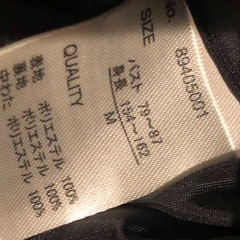 No. 89405001
SIZE
バスト 79〜87
身長 154〜162
M
QUALITY
表地 ポリエステル 100%
裏地 ポリエステル 100%
中わた ポリエステル 100%